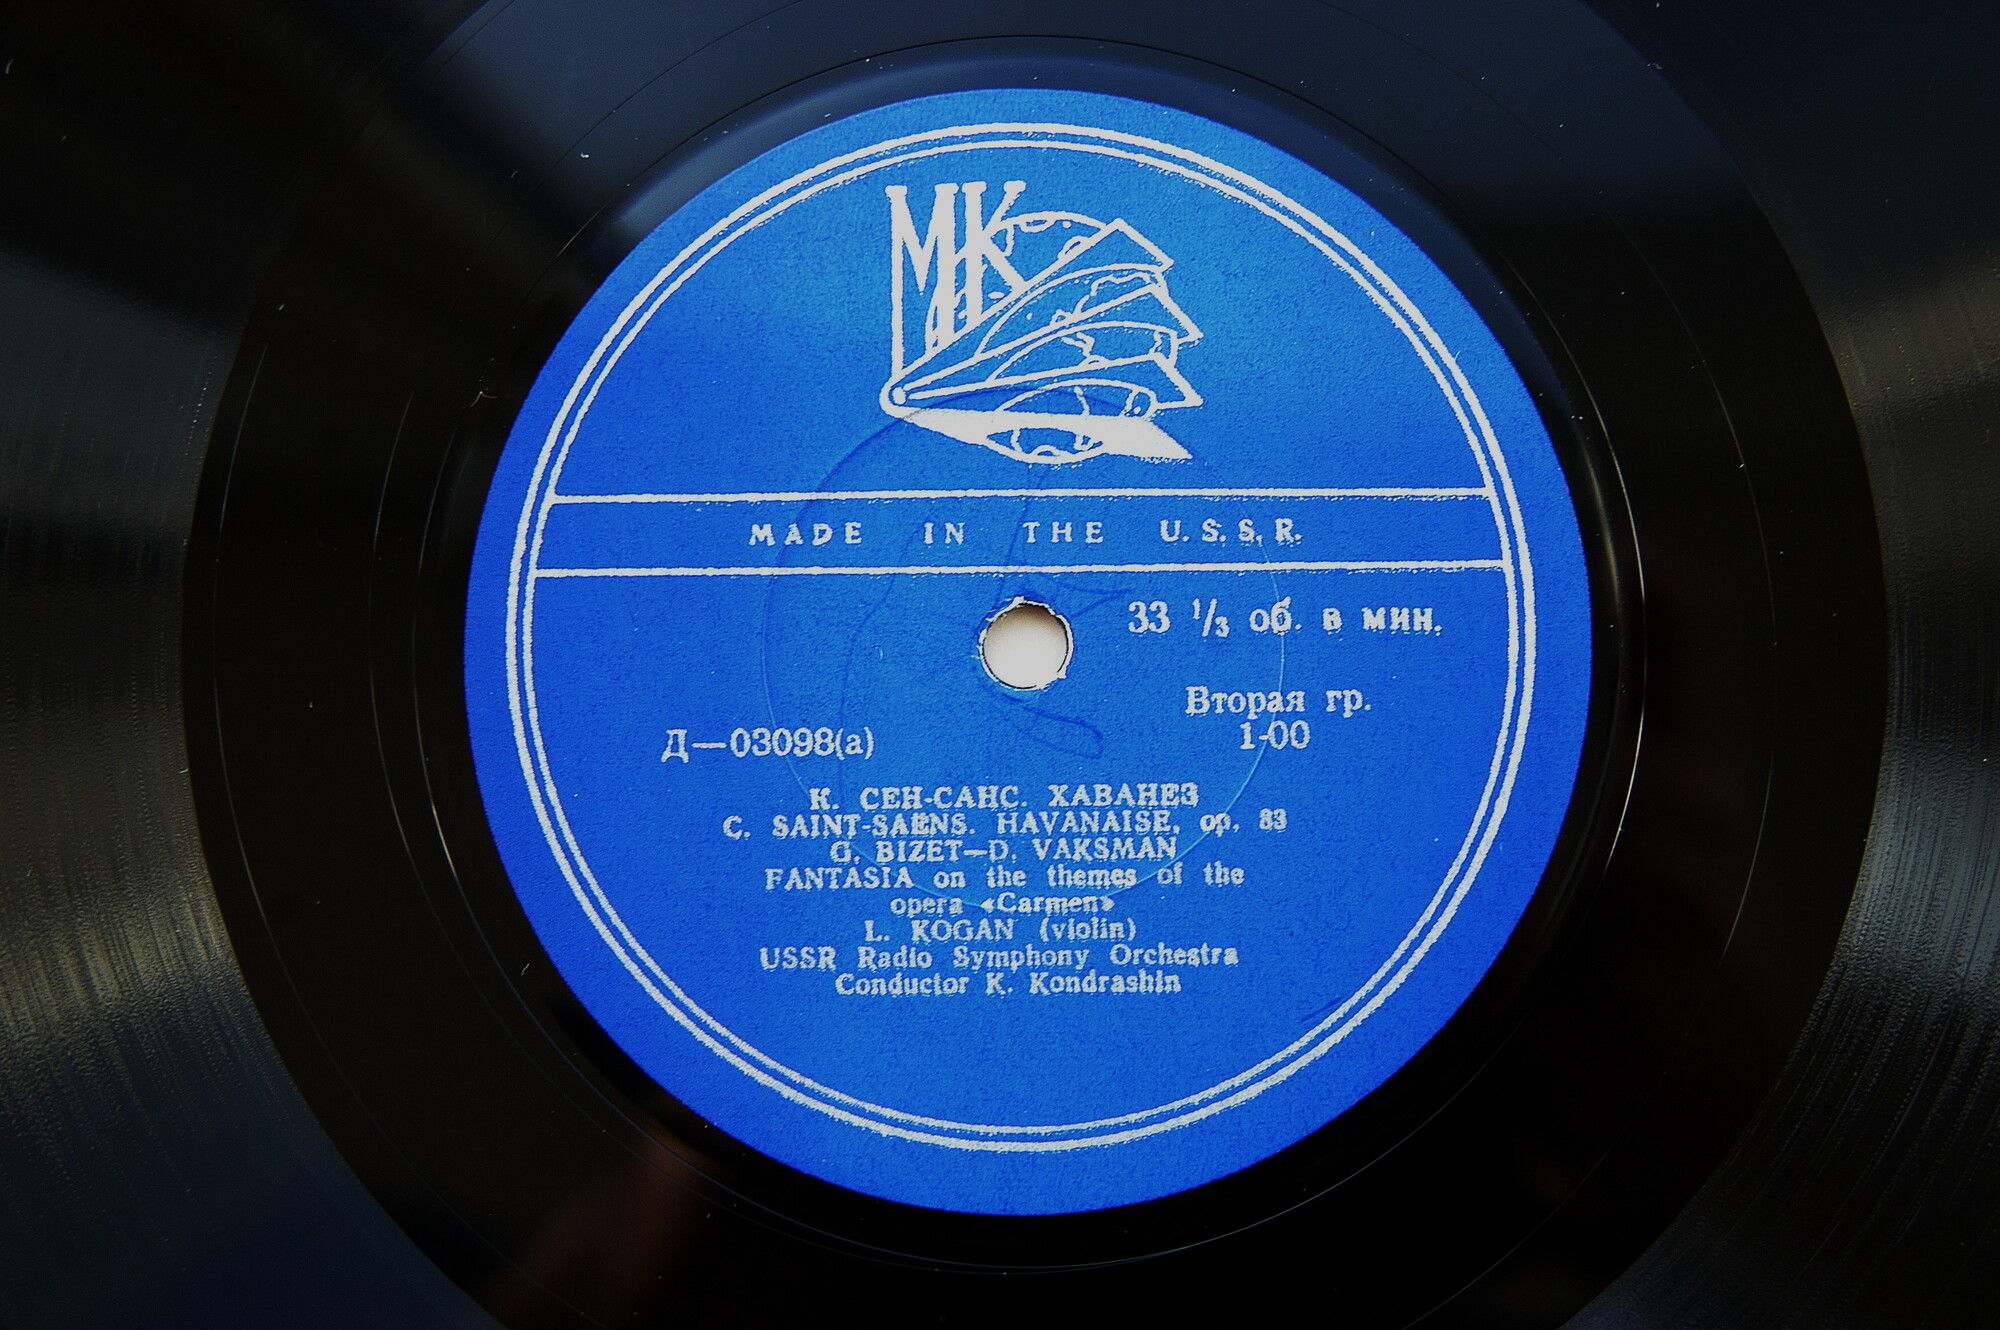 МК
MADE IN THE U.S.S.R.
33 1/3 об. в мин.
Вторая гр.
1-00
Д—03098(а)
К. СЕН-САНС. ХАВАНЕЗ
C. SAINT-SAËNS. HAVANAISE, op. 83
G. BIZET—D. VAKSMAN
FANTASIA on the themes of the
opera «Carmen»
L. KOGAN (violin)
USSR Radio Symphony Orchestra
Conductor K. Kondrashin